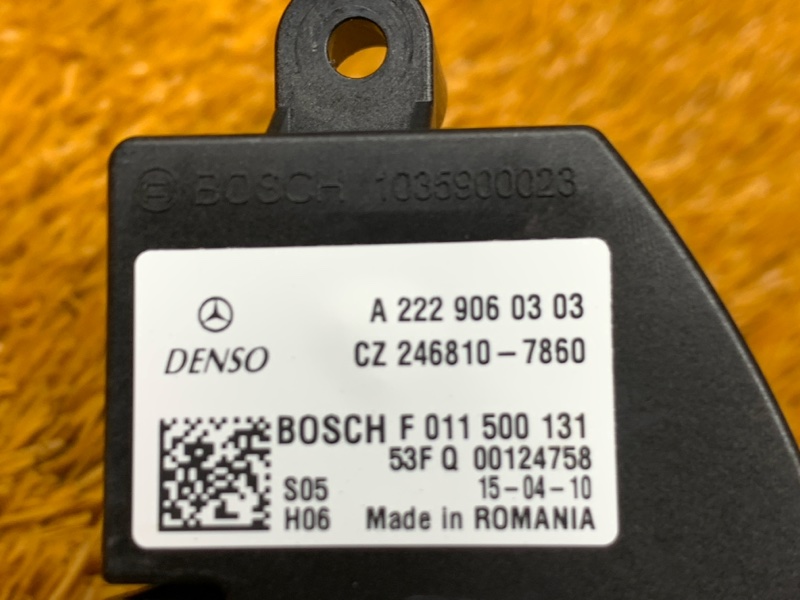 BOSCH 1035900023
A 222 906 03 03
DENSO CZ 246810-7860
BOSCH F 011 500 131
53F Q 00124758
S05 15-04-10
H06 Made in ROMANIA